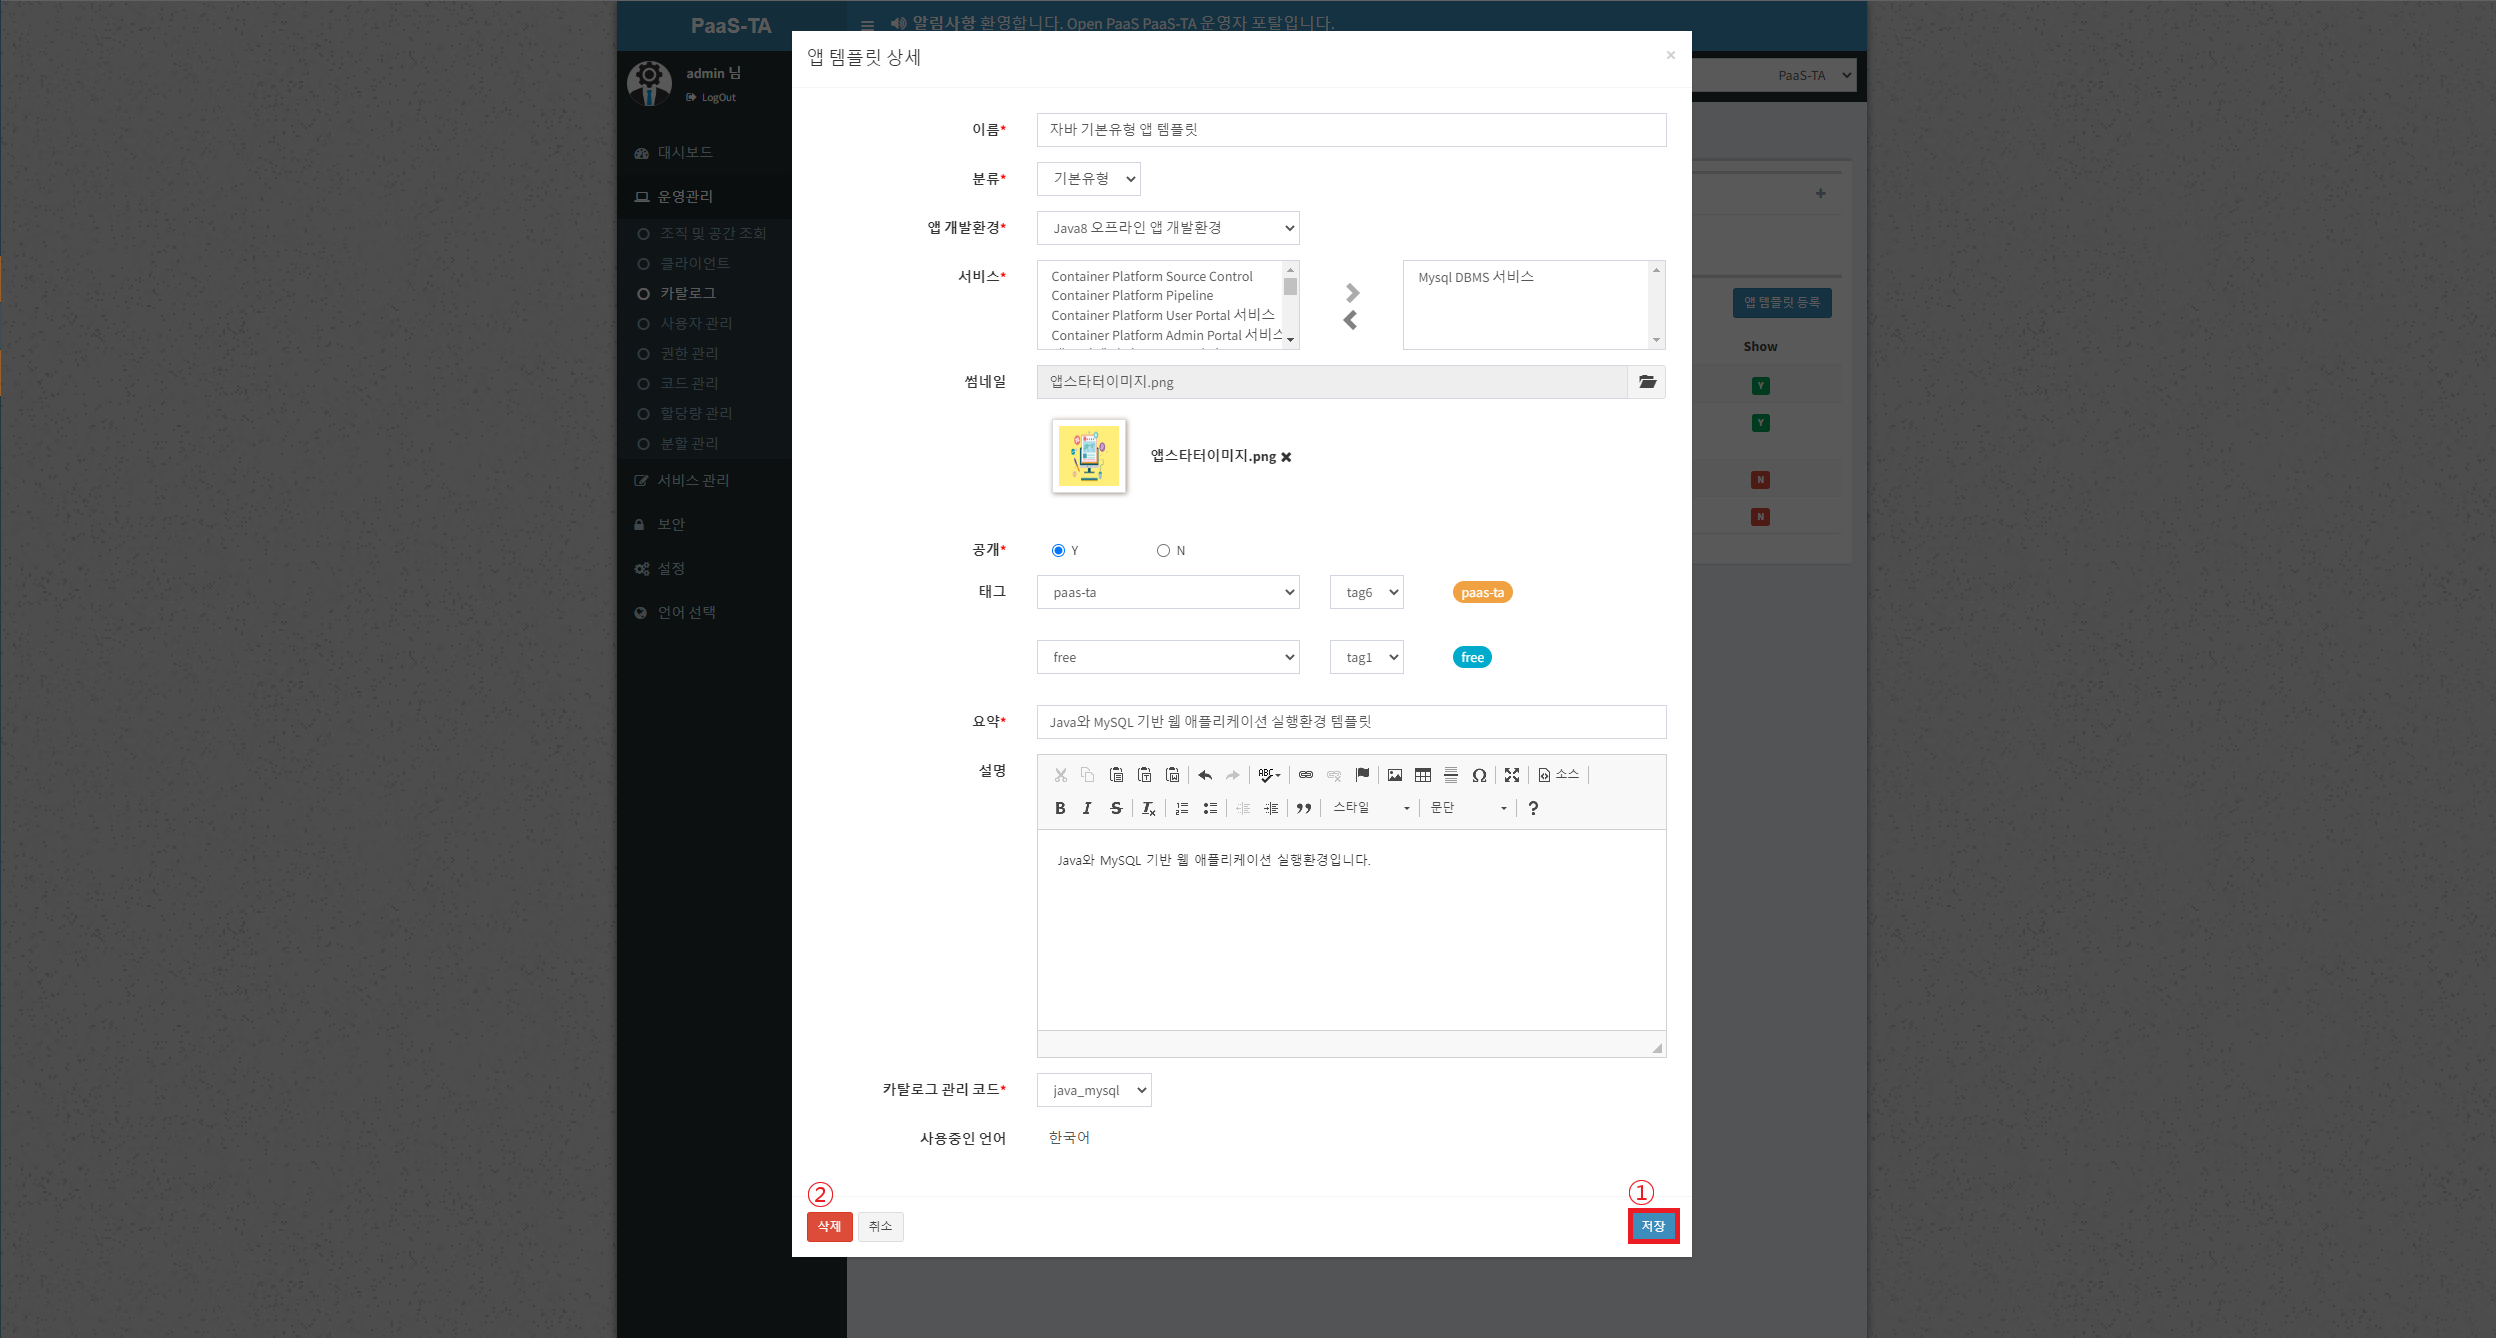 PaaS-TA
알림사항 환영합니다. Open PaaS PaaS-TA 운영자 포탈입니다.
admin 님
LogOut
PaaS-TA
대시보드
운영관리
조직 및 공간 조회
클라이언트
카탈로그
사용자 관리
권한 관리
코드 관리
할당량 관리
분할 관리
서비스 관리
보안
설정
언어 선택
앱 템플릿 등록
Show
Y
Y
N
N
앱 템플릿 상세
×
이름* 자바 기본유형 앱 템플릿
분류* 기본유형
앱 개발환경* Java8 오프라인 앱 개발환경
서비스* Container Platform Source Control
Container Platform Pipeline
Container Platform User Portal 서비스
Container Platform Admin Portal 서비스
Mysql DBMS 서비스
썸네일 앱스타터이미지.png
앱스타터이미지.png
공개* Y N
태그 paas-ta tag6 paas-ta
free tag1 free
요약* Java와 MySQL 기반 웹 애플리케이션 실행환경 템플릿
설명
ABC 소스
B I S Tx 스타일 문단 ?
Java와 MySQL 기반 웹 애플리케이션 실행환경입니다.
카탈로그 관리 코드* java_mysql
사용중인 언어 한국어
② ①
삭제 취소 저장